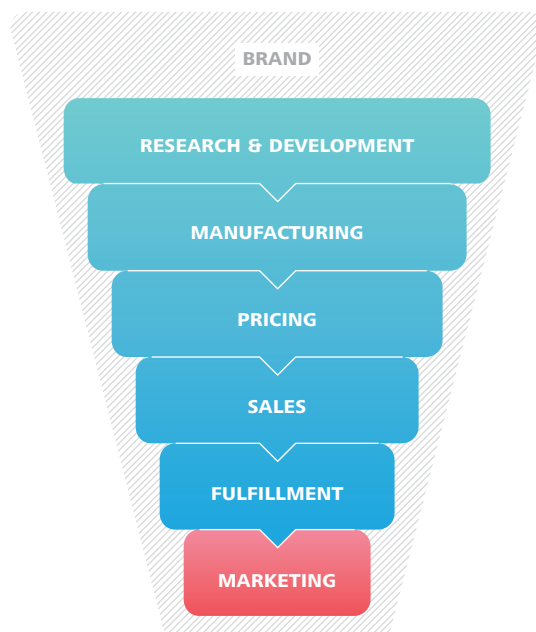 BRAND
RESEARCH & DEVELOPMENT
MANUFACTURING
PRICING
SALES
FULFILLMENT
MARKETING